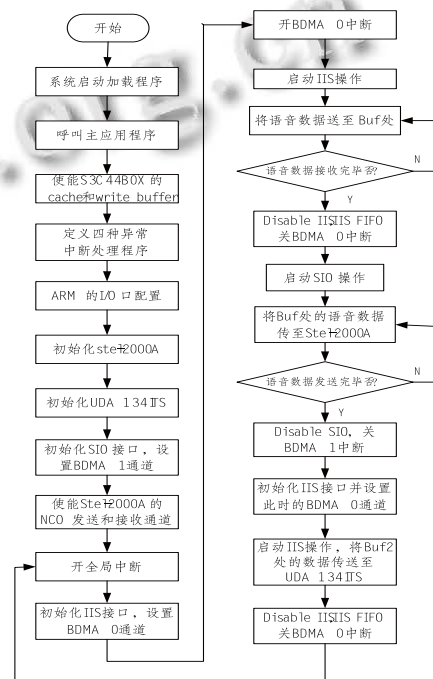 开始
系统启动加载程序
呼叫主应用程序
使能S3C44B0X的
cache和write buffer
定义四种异常
中断处理程序
ARM 的I/O 口配置
初始化stel-2000A
初始化UDA 134ITS
初始化SIO 接口，设
置BDMA 1通道
使能Stel-2000A的
NCO 发送和接收通道
开全局中断
初始化IIS接口，设置
BDMA 0通道
开BDMA 0中断
启动IIS操作
将语音数据送至 Buf处
语音数据接收完毕否?
N
Y
Disable IIS,IIS FIFO
关BDMA 0中断
启动SIO 操作
将Buf处的语音数据
传至Stel-2000A
语音数据发送完毕否?
N
Y
Disable SIO，关
BDMA 1中断
初始化IIS接口并设置
此时的BDMA 0通道
启动IIS操作，将Buf2
处的数据传送至
UDA 134ITS
Disable IIS,IIS FIFO
关BDMA 0中断